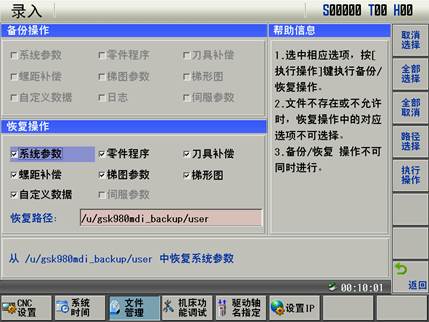 录入 S00000 T00 H00
备份操作
系统参数 零件程序 刀具补偿
螺距补偿 梯图参数 梯形图
自定义数据 日志 伺服参数
恢复操作
系统参数 零件程序 刀具补偿
螺距补偿 梯图参数 梯形图
自定义数据 伺服参数
恢复路径: /u/gsk980mdi_backup/user
从 /u/gsk980mdi_backup/user 中恢复系统参数
帮助信息
1.选中相应选项，按[
执行操作]键执行备份/
恢复操作。
2.文件不存在或不允许
时，恢复操作中的对应
选项不可选择。
3.备份/恢复 操作不可
同时进行。
取消
选择
全部
选择
全部
取消
路径
选择
执行
操作
返回
00:10:01
CNC
设置
系统
时间
文件
管理
机床功
能调试
驱动轴
名指定
设置IP